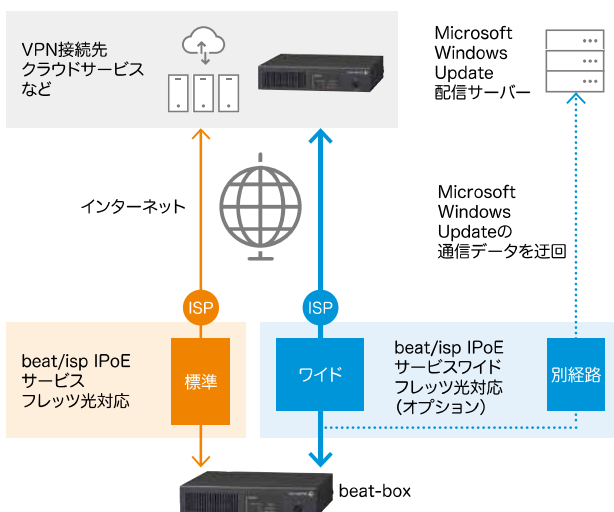 VPN接続先
クラウドサービス
など
Microsoft
Windows
Update
配信サーバー
インターネット
Microsoft
Windows
Updateの
通信データを迂回
ISP
ISP
beat/isp IPoE
サービス
フレッツ光対応
標準
ワイド
beat/isp IPoE
サービスワイド
フレッツ光対応
(オプション)
別経路
beat-box